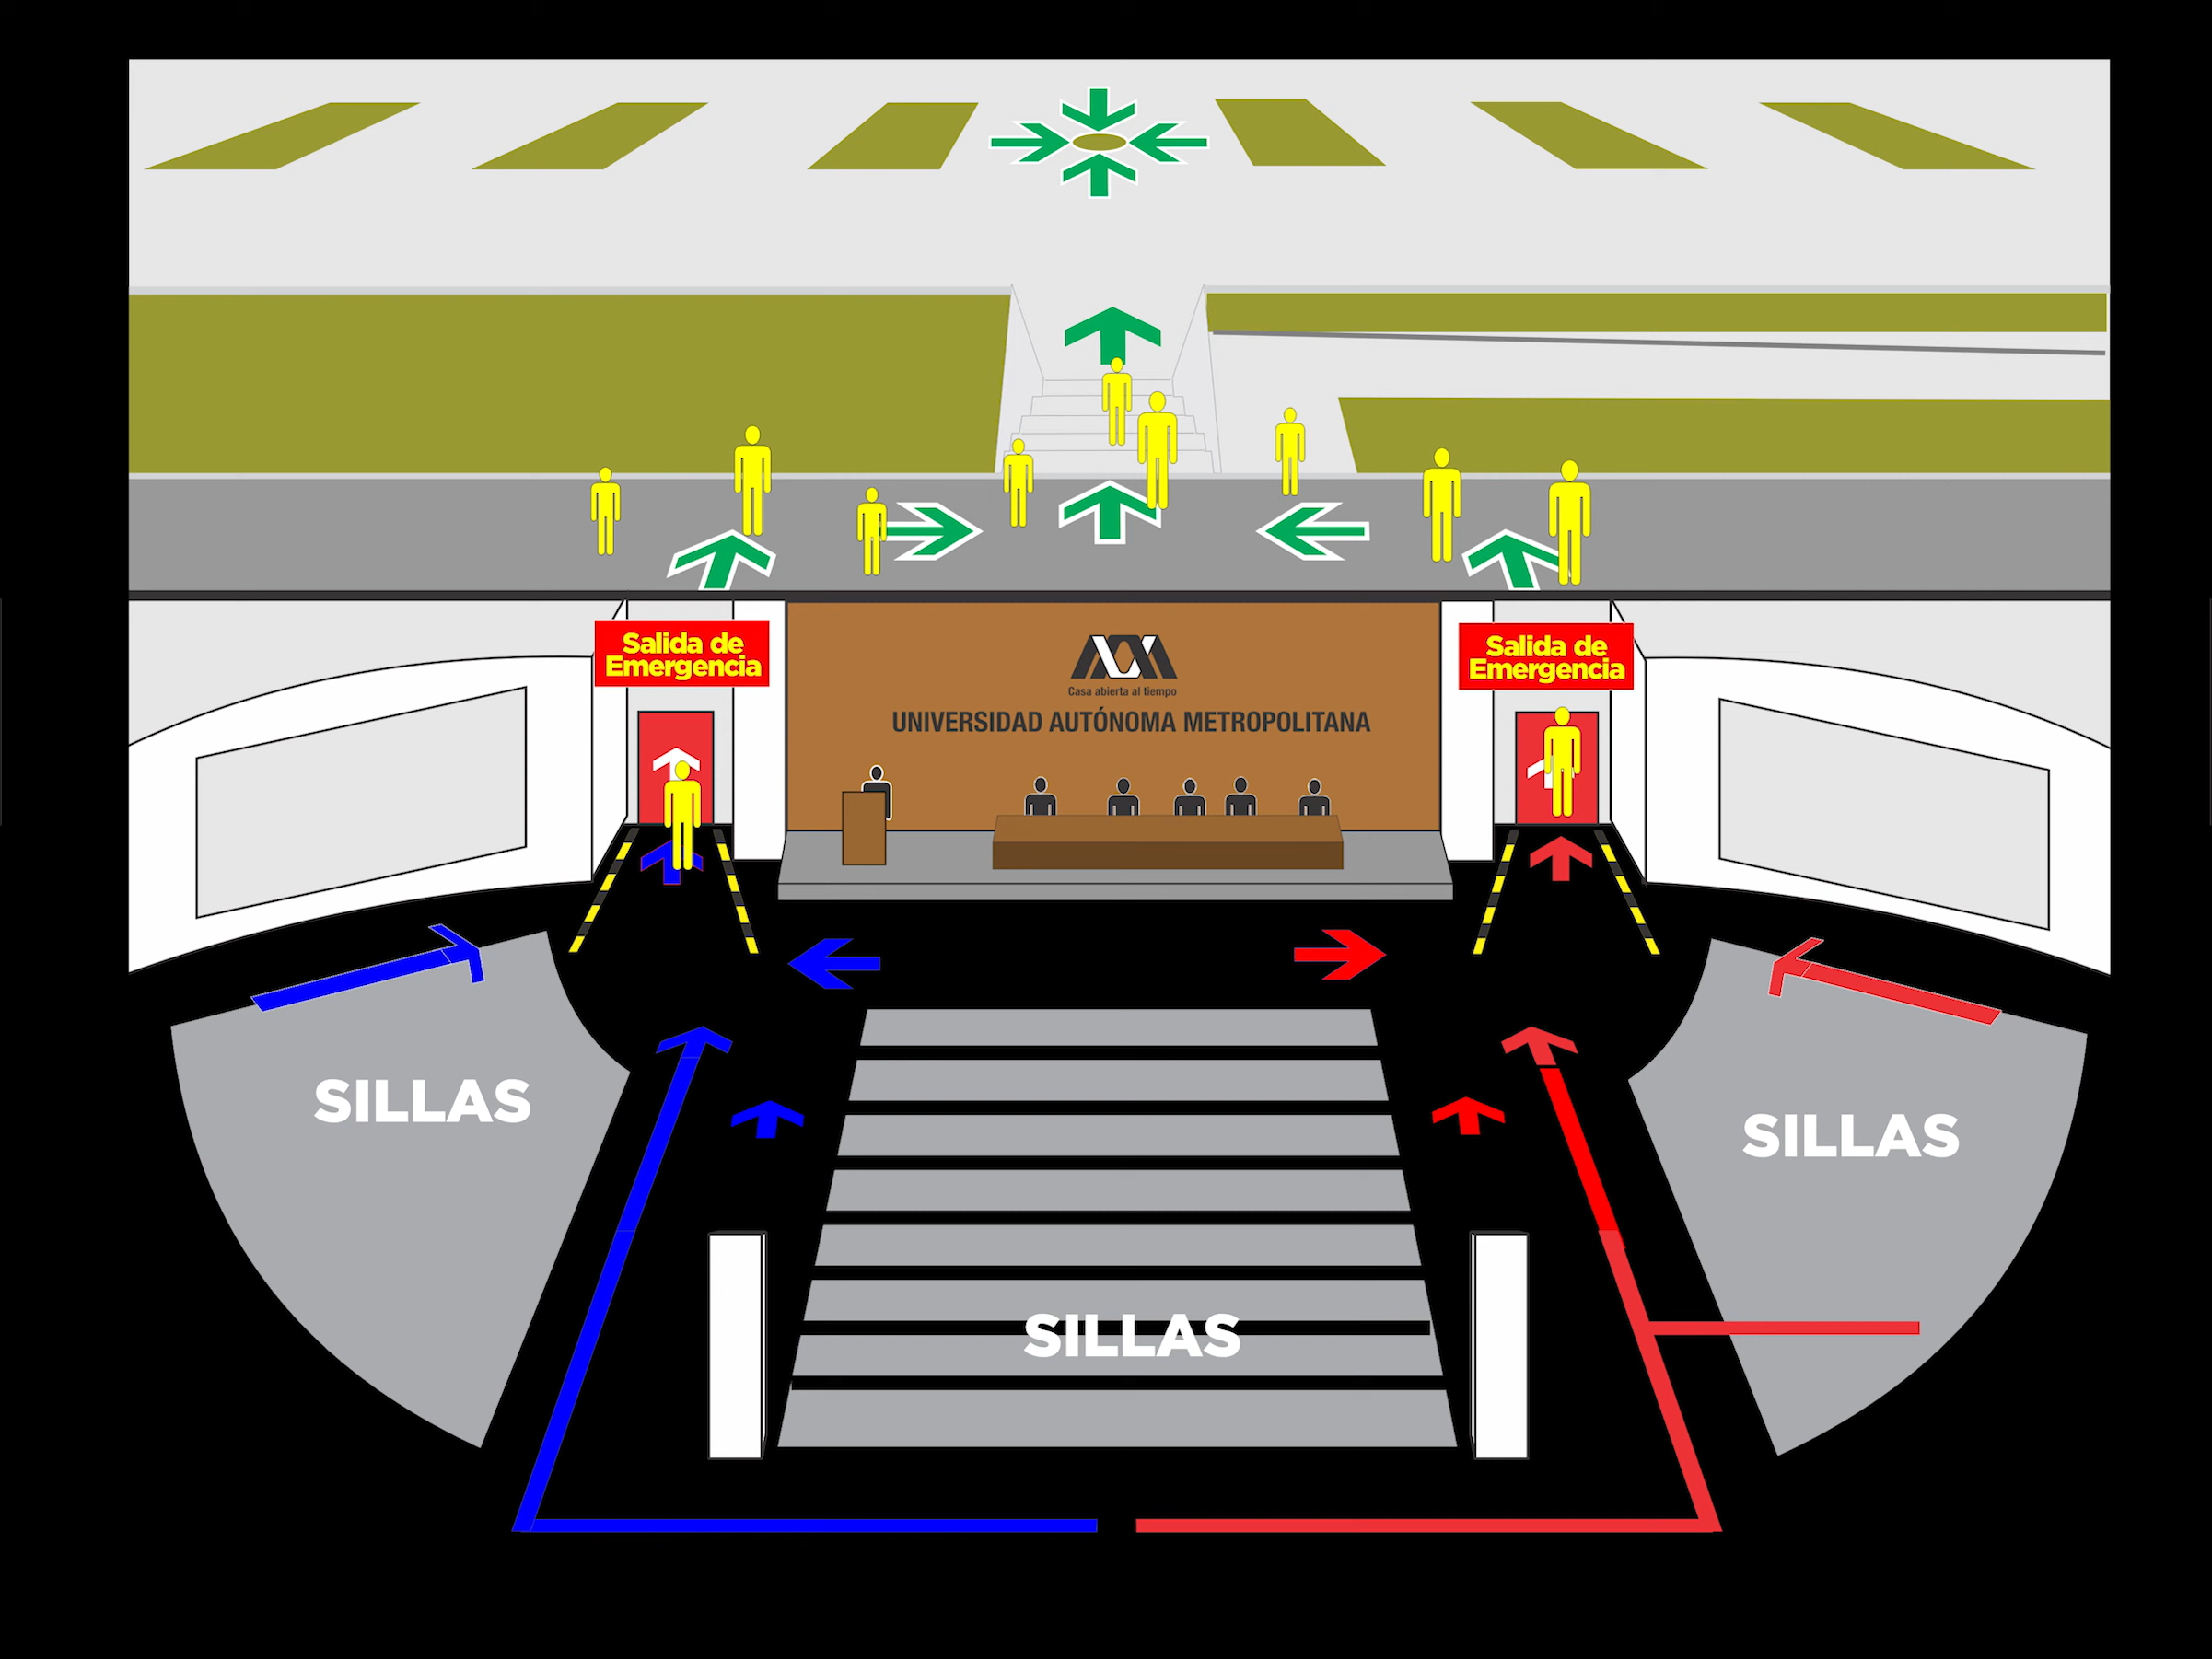 Salida de
Emergencia
Salida de
Emergencia
Casa abierta al tiempo
UNIVERSIDAD AUTÓNOMA METROPOLITANA
SILLAS
SILLAS
SILLAS